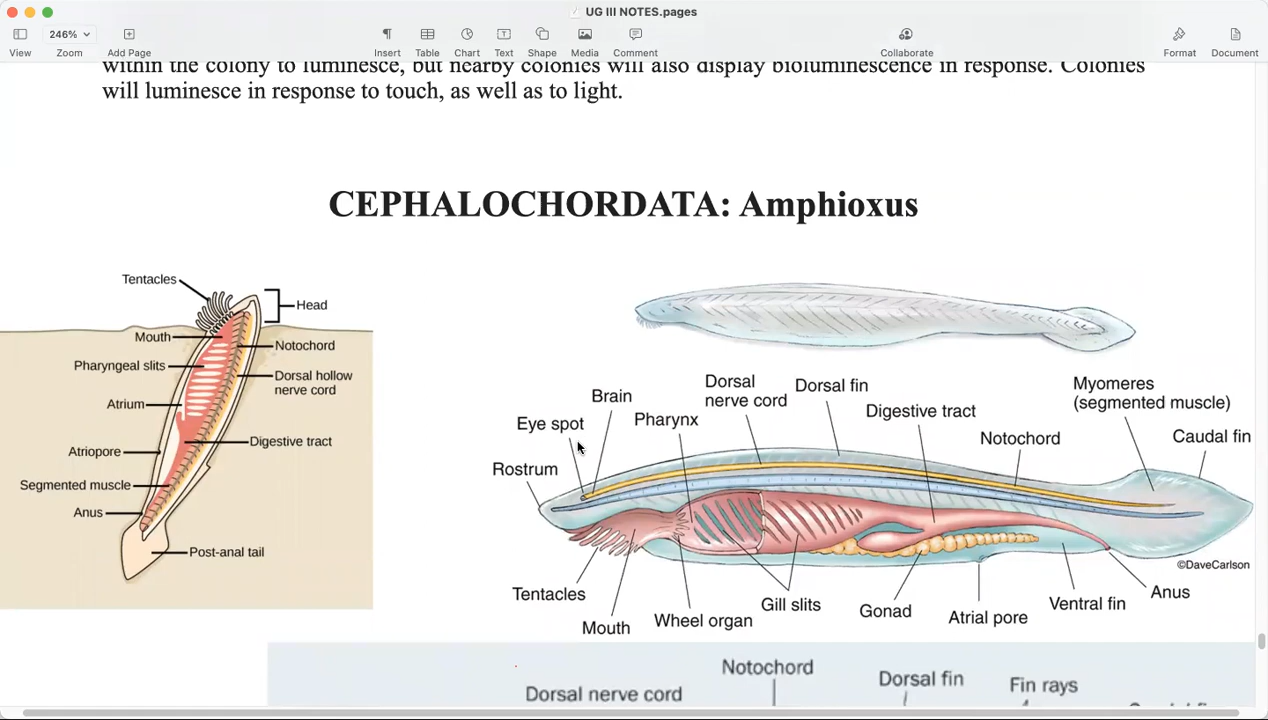 UG III NOTES.pages
246%
View
Zoom
Add Page
Insert
Table
Chart
Text
Shape
Media
Comment
Collaborate
Format
Document
within the colony to luminesce, but nearby colonies will also display bioluminescence in response. Colonies
will luminesce in response to touch, as well as to light.
CEPHALOCHORDATA: Amphioxus
Tentacles
Head
Mouth
Notochord
Pharyngeal slits
Dorsal hollow
nerve cord
Atrium
Digestive tract
Atriopore
Segmented muscle
Anus
Post-anal tail
Rostrum
Eye spot
Brain
Pharynx
Dorsal
nerve cord
Dorsal fin
Digestive tract
Notochord
Myomeres
(segmented muscle)
Caudal fin
©DaveCarlson
Tentacles
Mouth
Wheel organ
Gill slits
Gonad
Atrial pore
Ventral fin
Anus
Notochord
Dorsal nerve cord
Dorsal fin
Fin rays